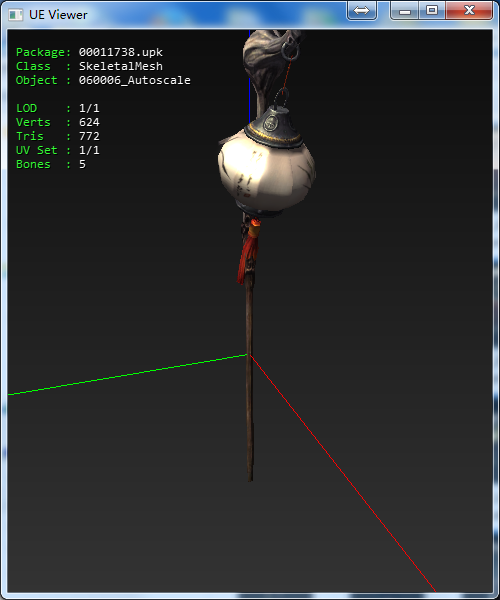 UE Viewer
Package: 00011738.upk
Class : SkeletalMesh
Object : 060006_Autoscale
LOD : 1/1
Verts : 624
Tris : 772
UV Set : 1/1
Bones : 5